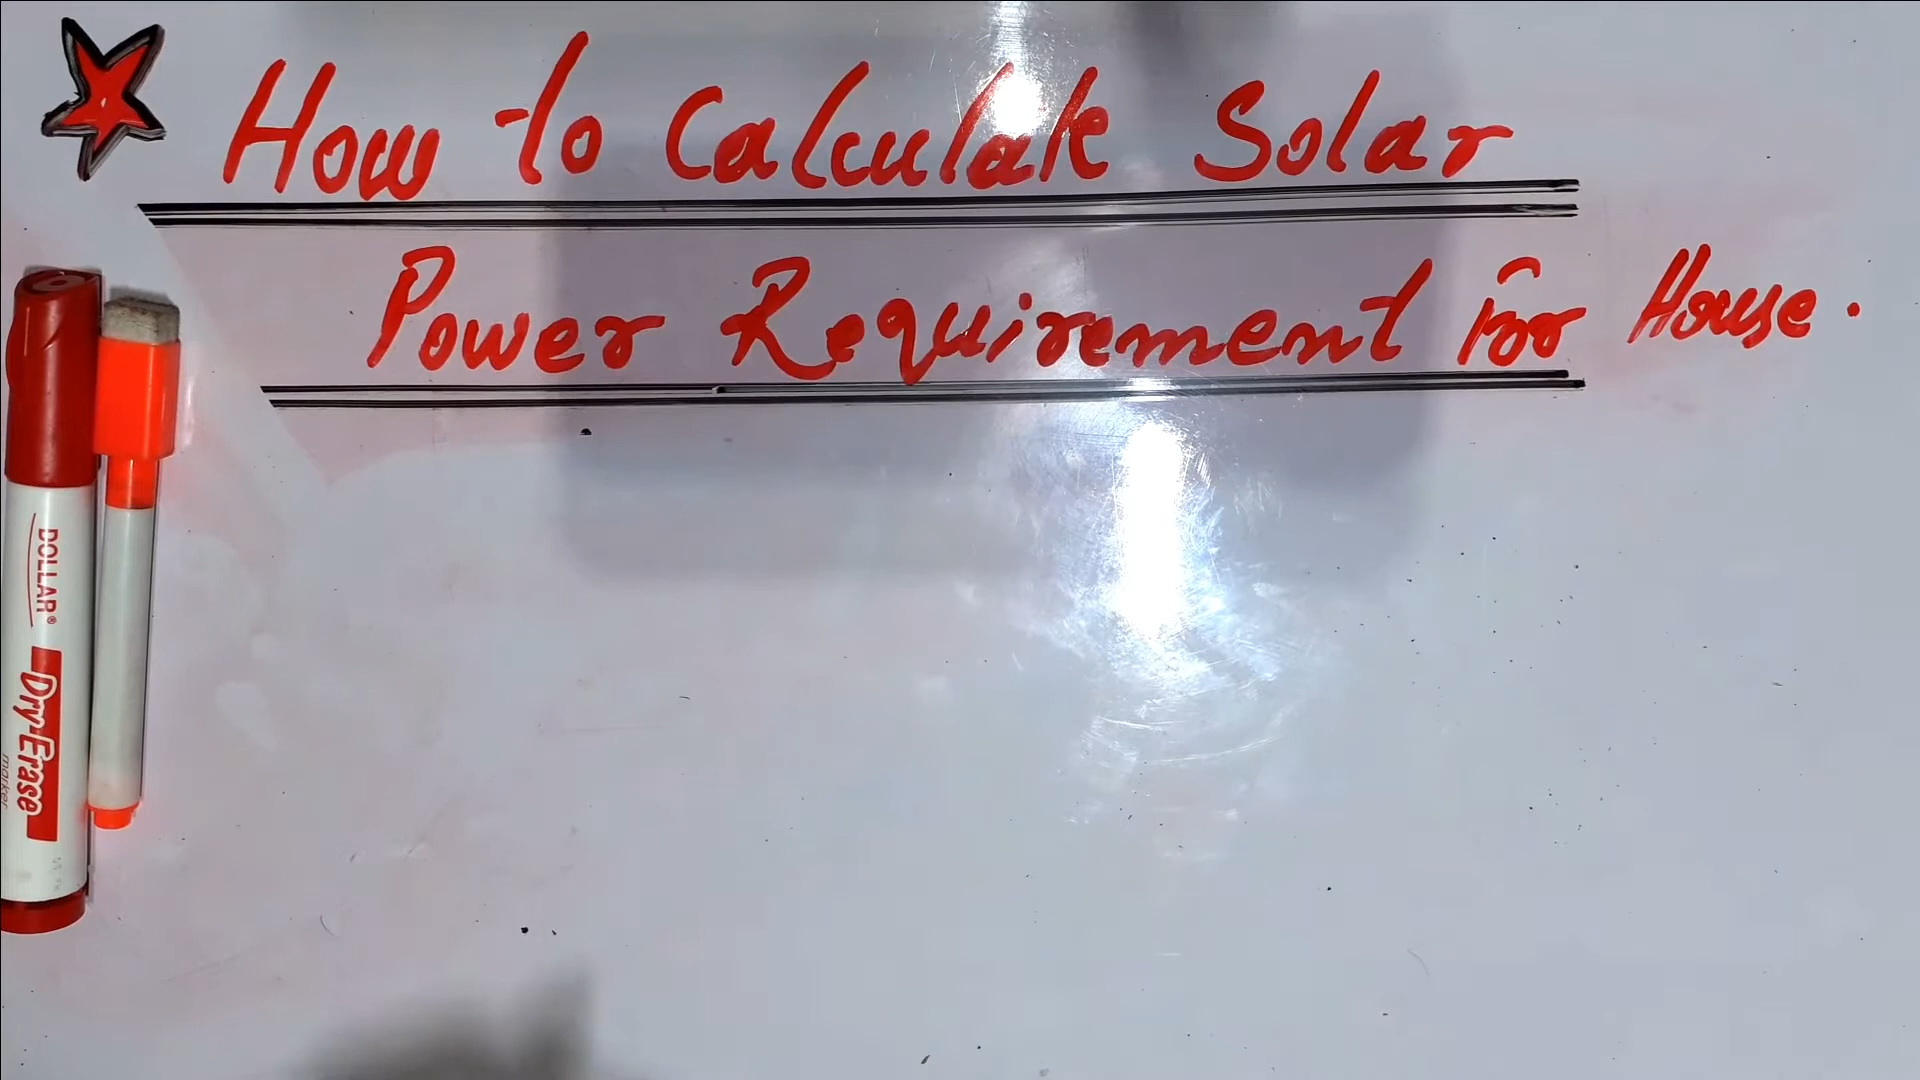 How to Calculate Solar
Power Requirement For House.
DOLLAR®
Dry-Erase
marker